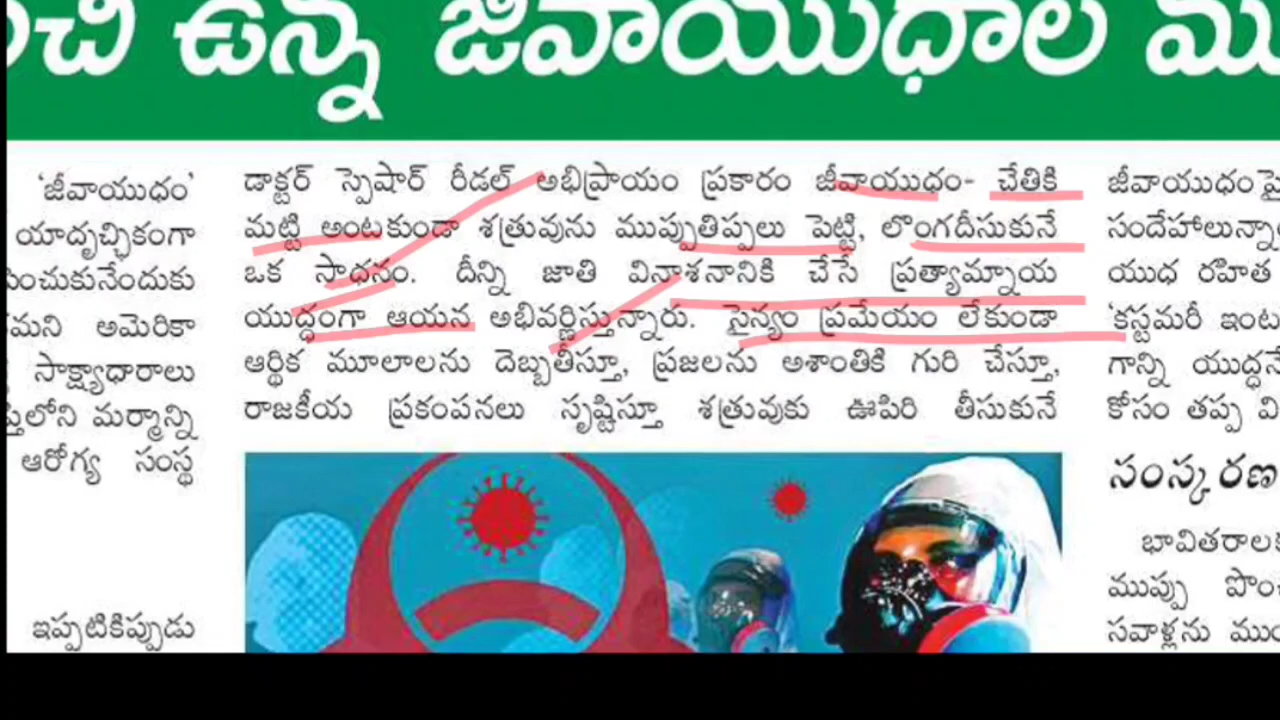 ఉన్న జీవాయుధాల
'జీవాయుధం'
యాదృచ్ఛికంగా
అమెరికా
సాక్ష్యాధారాలు
మర్మాన్ని
ఆరోగ్య సంస్థ
ఇప్పటికిప్పుడు
డాక్టర్ స్పెషార్ రీడల్ అభిప్రాయం ప్రకారం జీవాయుధం- చేతికి
మట్టి అంటకుండా శత్రువును ముప్పుతిప్పలు పెట్టి, లొంగదీసుకునే
ఒక సాధనం. దీన్ని జాతి వినాశనానికి చేసే ప్రత్యామ్నాయ
యుద్ధంగా ఆయన అభివర్ణిస్తున్నారు. సైన్యం ప్రమేయం లేకుండా
ఆర్థిక మూలాలను దెబ్బతీస్తూ, ప్రజలను అశాంతికి గురి చేస్తూ,
రాజకీయ ప్రకంపనలు సృష్టిస్తూ శత్రువుకు ఊపిరి తీసుకునే
జీవాయుధంపై
సందేహాలున్నా
యుధ రహిత
'కస్టమరీ ఇంట
గాన్ని యుద్ధనే
కోసం తప్ప వి
సంస్కరణ
భావితరాలక
ముప్పు పొం
సవాళ్లను ముం